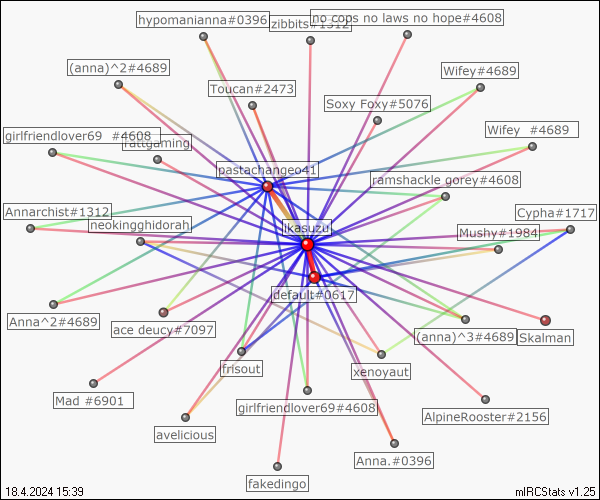 hypomanianna#0396
zibbits#1312
no cops no laws no hope#4608
(anna)^2#4689
Wifey#4689
Toucan#2473
Soxy Foxy#5076
girlfriendlover69 #4608
rattgaming
Wifey #4689
pastachangeo41
ramshackle gorey#4608
Annarchist#1312
neokingghidorah
Ikasuzu
Cypha#1717
Mushy#1984
default#0617
Anna^2#4689
ace deucy#7097
(anna)^3#4689
Skalman
frisout
xenoyaut
Mad #6901
girlfriendlover69#4608
AlpineRooster#2156
avelicious
Anna.#0396
fakedingo
18.4.2024 15:39
mIRCStats v1.25